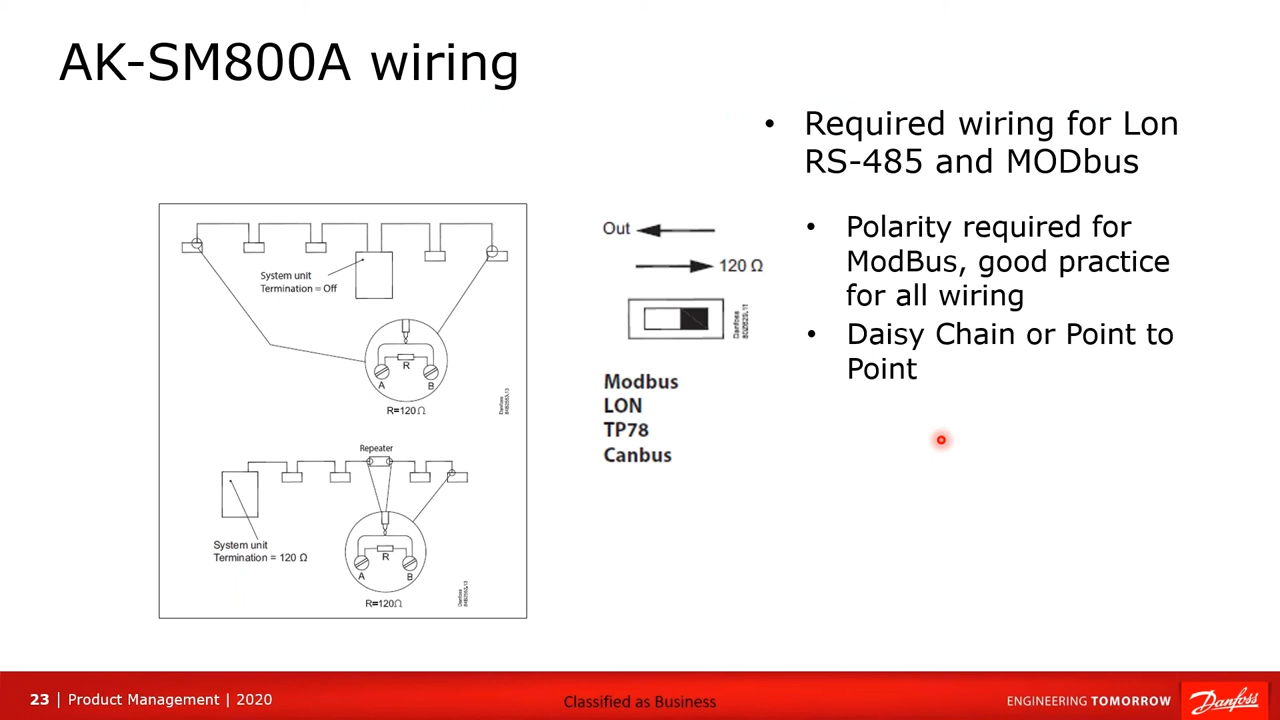 AK-SM800A wiring
• Required wiring for Lon
RS-485 and MODbus
• Polarity required for
ModBus, good practice
for all wiring
• Daisy Chain or Point to
Point
System unit
Termination = Off
R
A
B
R=120Ω
Repeater
System unit
Termination = 120 Ω
R
A
B
R=120Ω
Out
120 Ω
Danfoss
Modbus
LON
TP78
Canbus
23 | Product Management | 2020
Classified as Business
ENGINEERING TOMORROW
Danfoss